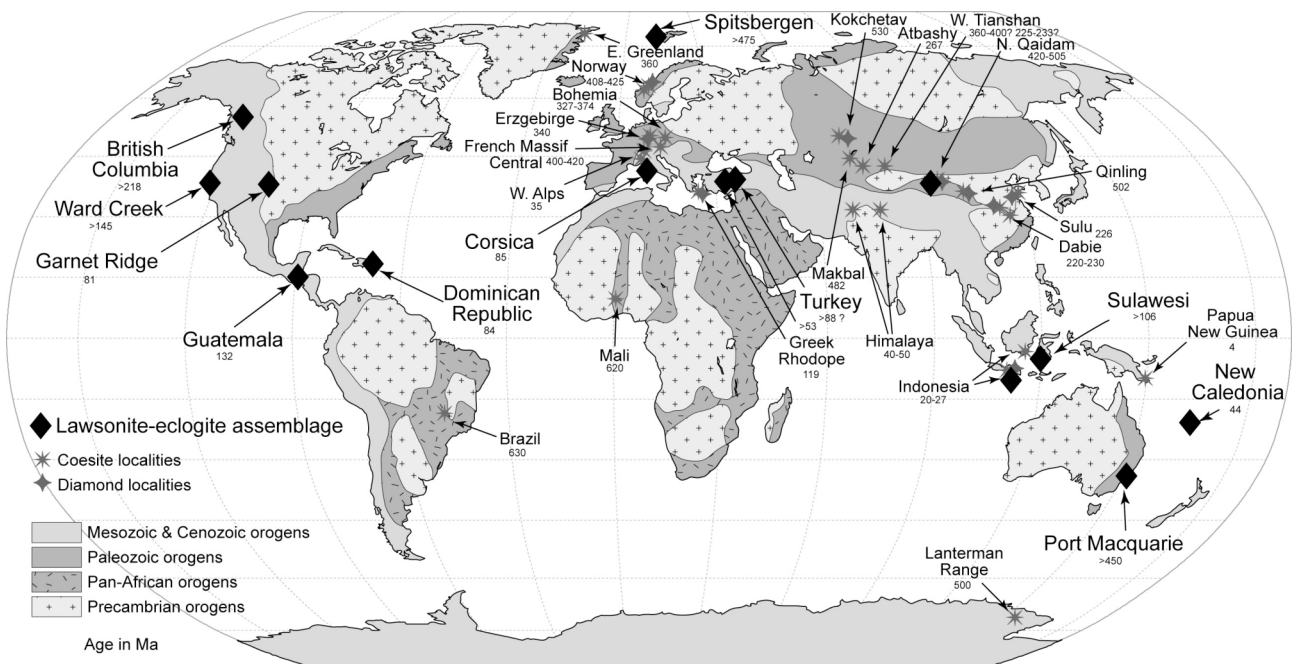 Spitsbergen
>475
E. Greenland
360
Norway
408-425
Bohemia
327-374
Erzgebirge
340
French Massif
Central 400-420
W. Alps
35
Corsica
85
Kokchetav
530
Atbashy
267
W. Tianshan
360-400? 225-233?
N. Qaidam
420-505
Qinling
502
Sulu 226
Dabie
220-230
British
Columbia
>218
Ward Creek
>145
Garnet Ridge
81
Guatemala
132
Dominican
Republic
84
Mali
620
Brazil
630
Makbal
482
Turkey
>88 ?
>53
Greek
Rhodope
119
Himalaya
40-50
Sulawesi
>106
Papua
New Guinea
4
Indonesia
20-27
New
Caledonia
44
Port Macquarie
>450
Lanterman
Range
500
Lawsonite-eclogite assemblage
Coesite localities
Diamond localities
Mesozoic & Cenozoic orogens
Paleozoic orogens
Pan-African orogens
Precambrian orogens
Age in Ma